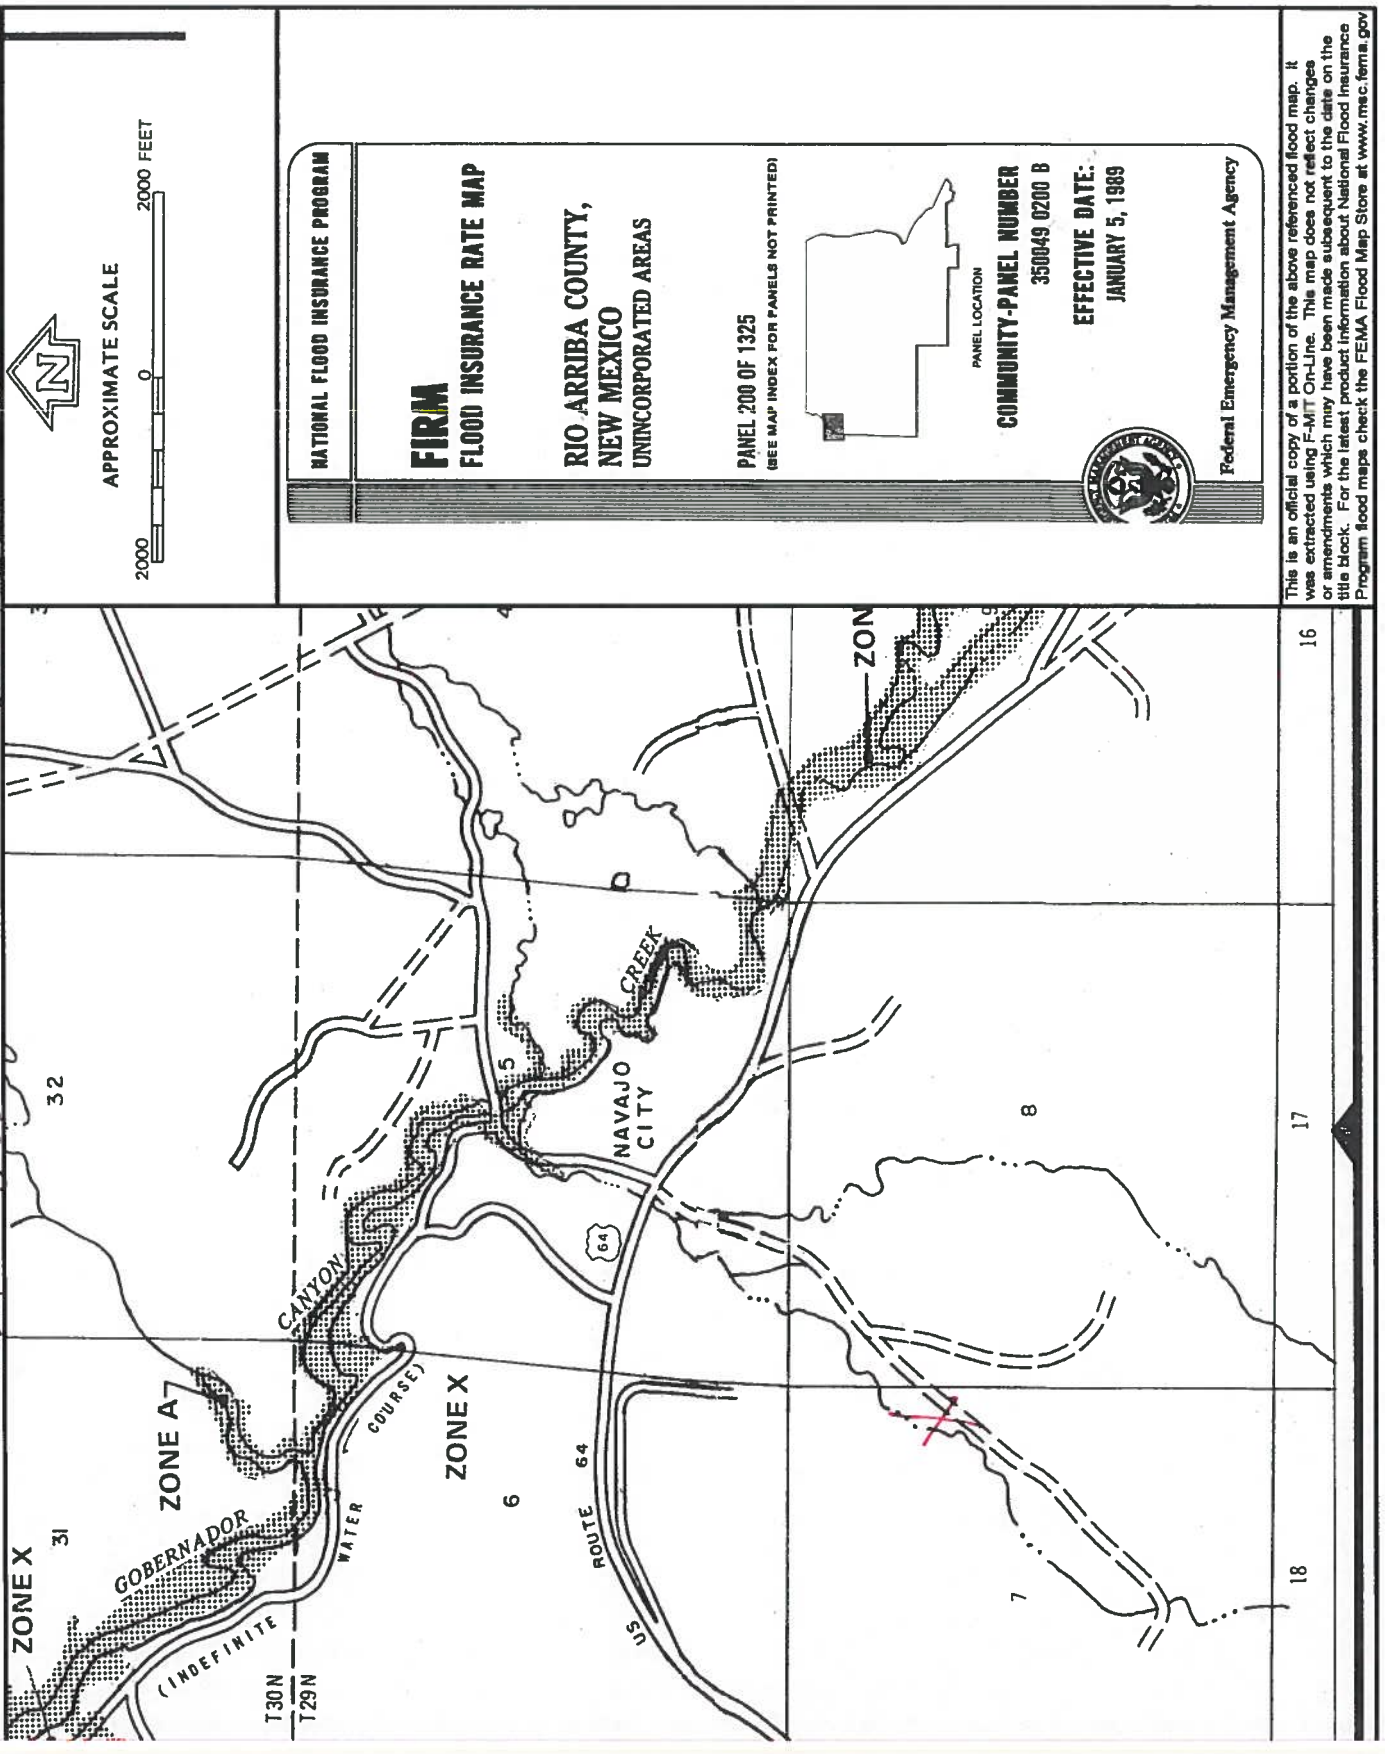 APPROXIMATE SCALE
2000 0 2000 FEET
N
NATIONAL FLOOD INSURANCE PROGRAM
FIRM
FLOOD INSURANCE RATE MAP
RIO ARRIBA COUNTY,
NEW MEXICO
UNINCORPORATED AREAS
PANEL 200 OF 1325
(SEE MAP INDEX FOR PANELS NOT PRINTED)
PANEL LOCATION
COMMUNITY-PANEL NUMBER
350049 0200 B
EFFECTIVE DATE:
JANUARY 5, 1989
Federal Emergency Management Agency
This is an official copy of a portion of the above referenced flood map. It
was extracted using F-MIT On-Line. This map does not reflect changes
or amendments which may have been made subsequent to the date on the
title block. For the latest product information about National Flood Insurance
Program flood maps check the FEMA Flood Map Store at www.msc.fema.gov
ZONE X
31
GOBERNADOR
ZONE A
32
CANYON
(INDEFINITE
WATER
COURSE)
T30N
T29N
ZONE X
6
5
4
NAVAJO
CITY
CREEK
64
US
ROUTE
64
ZON
9
7
8
18
17
16